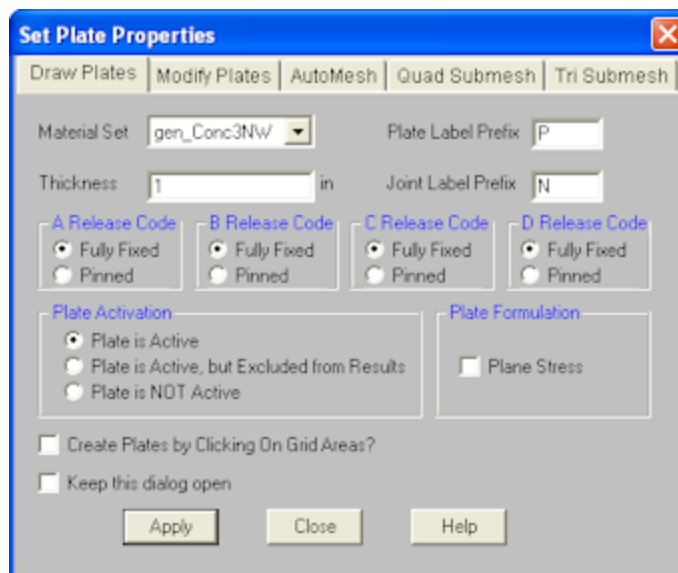 Set Plate Properties
Draw Plates Modify Plates AutoMesh Quad Submesh Tri Submesh
Material Set gen_Conc3NW Plate Label Prefix P
Thickness 1 in Joint Label Prefix N
A Release Code B Release Code C Release Code D Release Code
Fully Fixed Fully Fixed Fully Fixed Fully Fixed
Pinned Pinned Pinned Pinned
Plate Activation Plate Formulation
Plate is Active
Plate is Active, but Excluded from Results Plane Stress
Plate is NOT Active
Create Plates by Clicking On Grid Areas?
Keep this dialog open
Apply Close Help